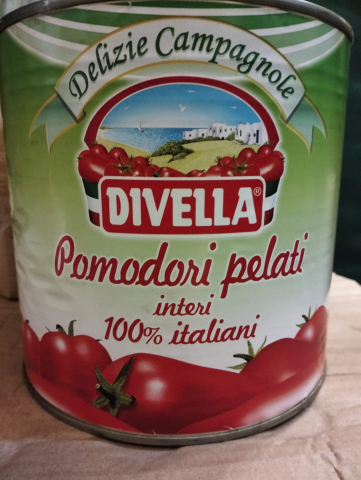 Delizie Campagnole
DIVELLA®
Pomodori pelati
interi
100% italiani